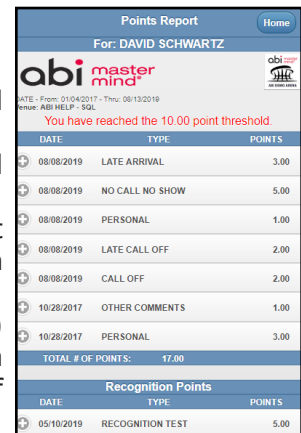 Points Report
Home
For: DAVID SCHWARTZ
abi master mind®
DATE - From: 01/04/2017 - Thru: 08/13/2019
Venue: ABI HELP - SQL
You have reached the 10.00 point threshold.
DATE TYPE POINTS
08/08/2019 LATE ARRIVAL 3.00
08/08/2019 NO CALL NO SHOW 5.00
08/08/2019 PERSONAL 1.00
08/08/2019 LATE CALL OFF 2.00
08/08/2019 CALL OFF 2.00
10/28/2017 OTHER COMMENTS 1.00
10/28/2017 PERSONAL 3.00
TOTAL # OF POINTS: 17.00
Recognition Points
DATE TYPE POINTS
05/10/2019 RECOGNITION TEST 5.00